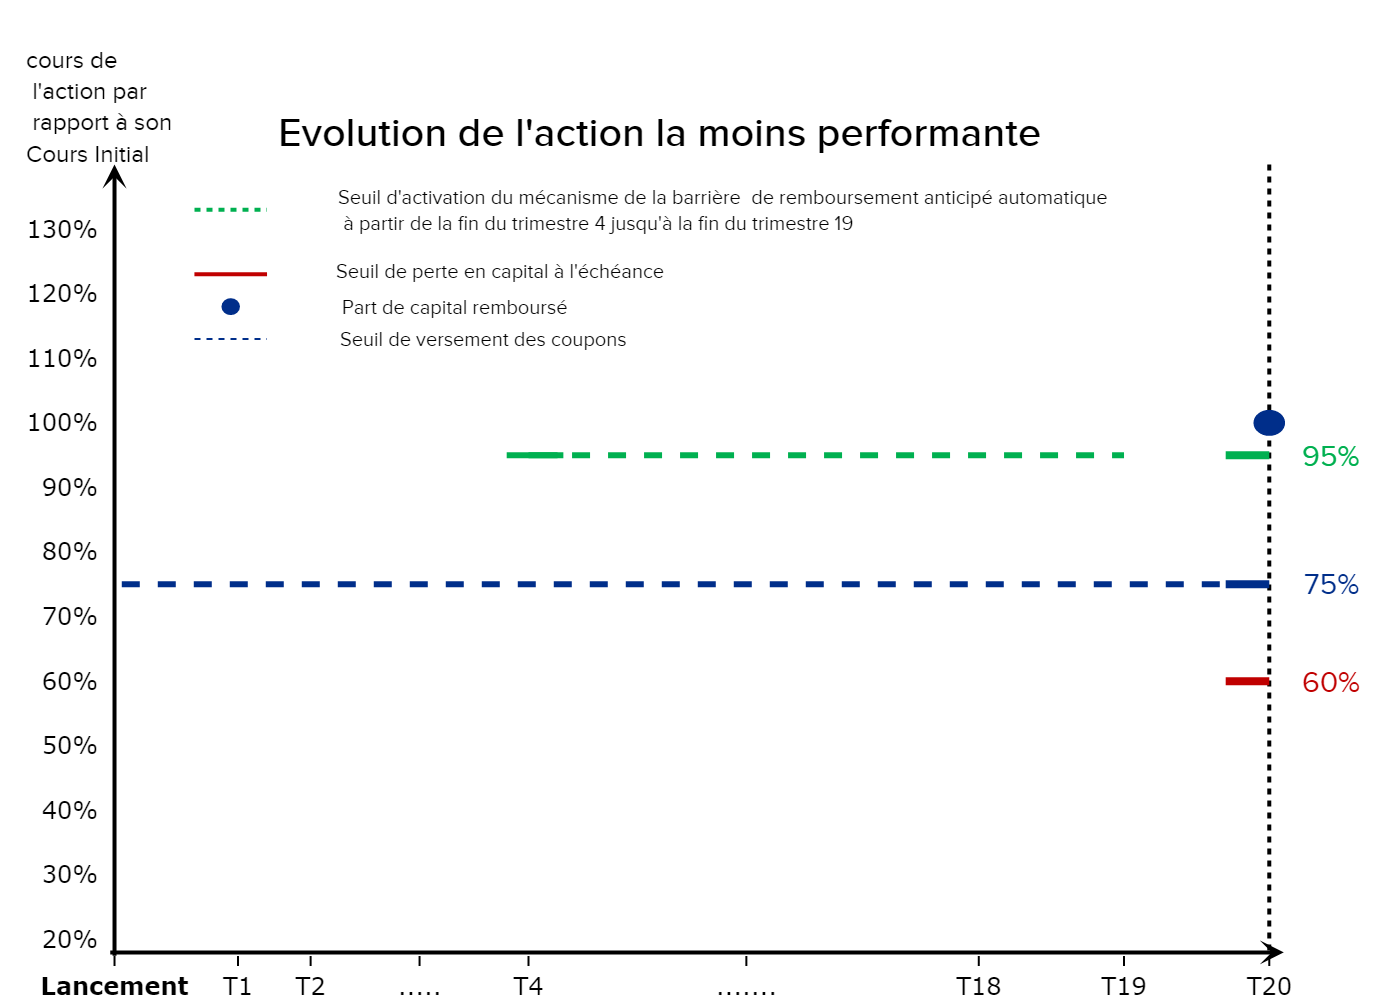 cours de
l'action par
rapport à son
Cours Initial
Evolution de l'action la moins performante
Seuil d'activation du mécanisme de la barrière  de remboursement anticipé automatique
à partir de la fin du trimestre 4 jusqu'à la fin du trimestre 19
Seuil de perte en capital à l'échéance
Part de capital remboursé
Seuil de versement des coupons
130%
120%
110%
100%
95%
90%
80%
75%
70%
60%
60%
50%
40%
30%
20%
Lancement T1 T2 ..... T4 ....... T18 T19 T20